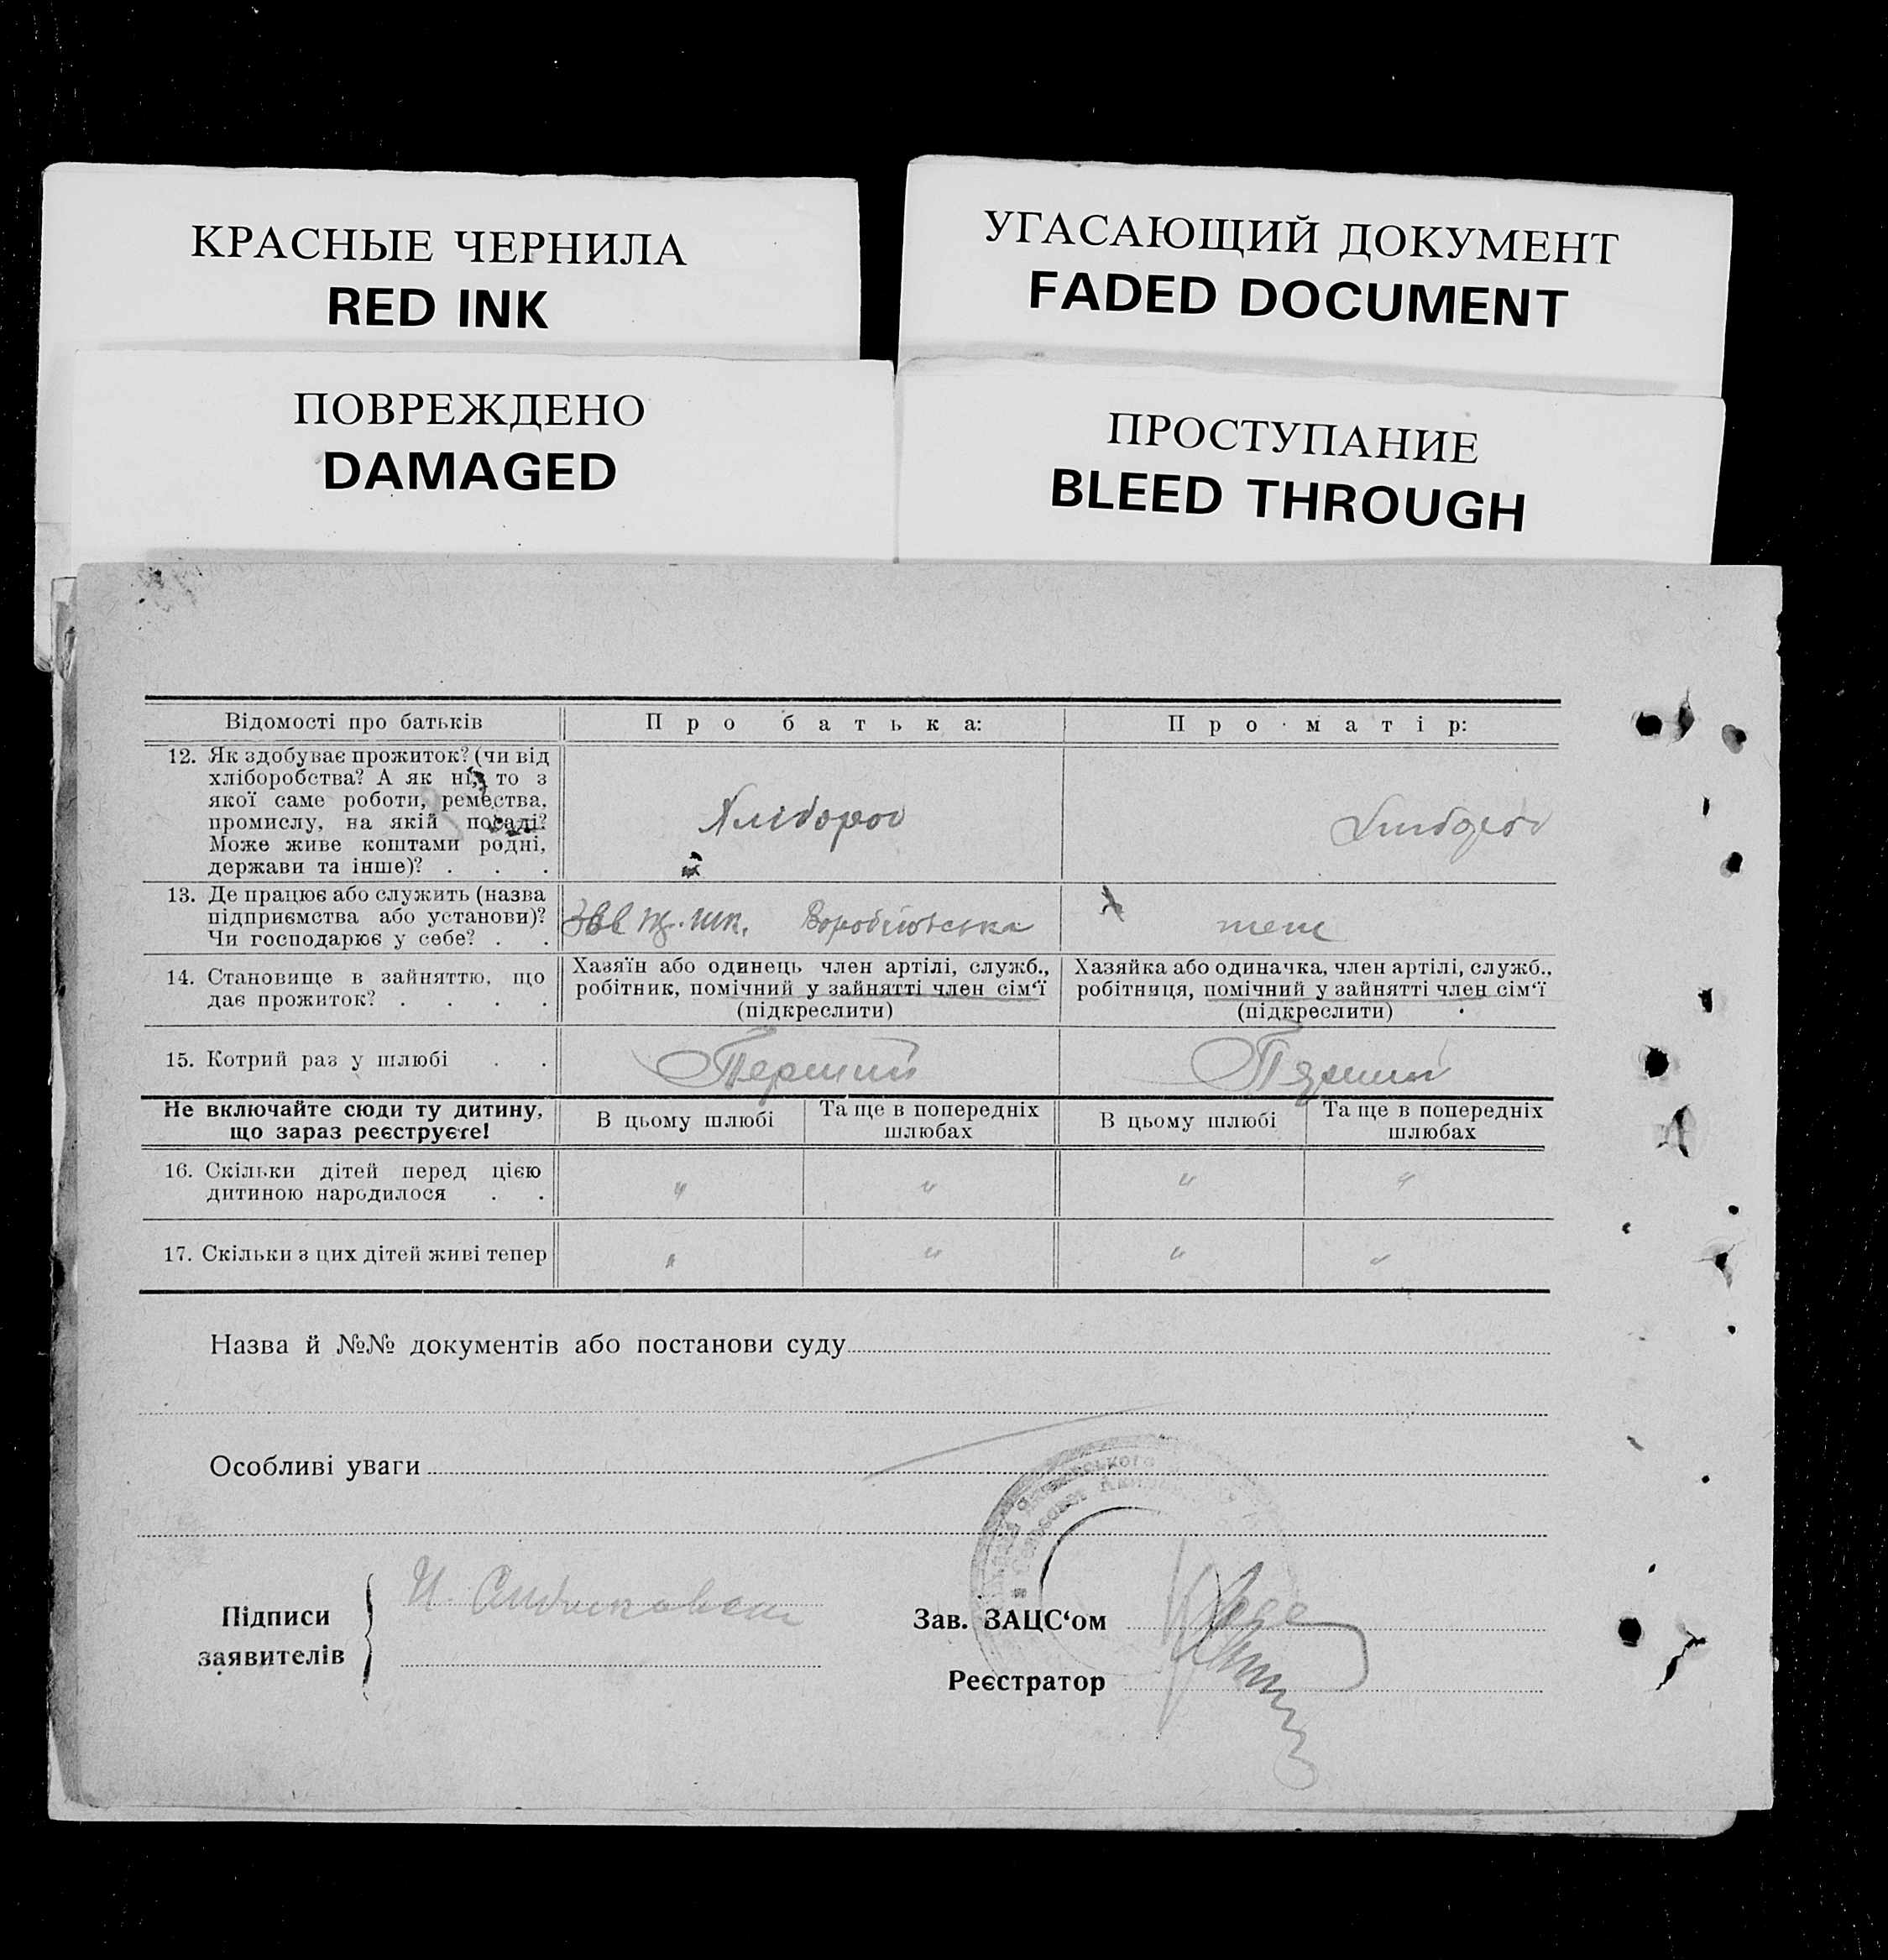 КРАСНЫЕ ЧЕРНИЛА
RED INK
УГАСАЮЩИЙ ДОКУМЕНТ
FADED DOCUMENT
ПОВРЕЖДЕНО
DAMAGED
ПРОСТУПАНИЕ
BLEED THROUGH
Відомості про батьків
Про батька:
Про матір:
12. Як здобуває прожиток? (чи від
хліборобства? А як ні, то з
якої саме роботи, ремества,
промислу, на якій посаді?
Може живе коштами родні,
держави та інше)? . . .
Хлібороб
Хлібороб
13. Де працює або служить (назва
підприємства або установи)?
Чи господарює у себе? . .
14. Становище в зайняттю, що
дає прожиток? . . . .
Хазяїн або одинець член артілі, служб.,
робітник, помічний у зайнятті член сім‘ї
(підкреслити)
Хазяйка або одиначка, член артілі, служб.,
робітниця, помічний у зайнятті член сім‘ї
(підкреслити)
15. Котрий раз у шлюбі . .
Перший
Перший
Не включайте сюди ту дитину,
що зараз реєструєте!
В цьому шлюбі
Та ще в попередніх
шлюбах
В цьому шлюбі
Та ще в попередніх
шлюбах
16. Скільки дітей перед цією
дитиною народилося . .
" " " "
17. Скільки з цих дітей живі тепер
" " " "
Назва й №№ документів або постанови суду
Особливі уваги
Підписи
заявителів
Зав. ЗАЦС‘ом
Реєстратор